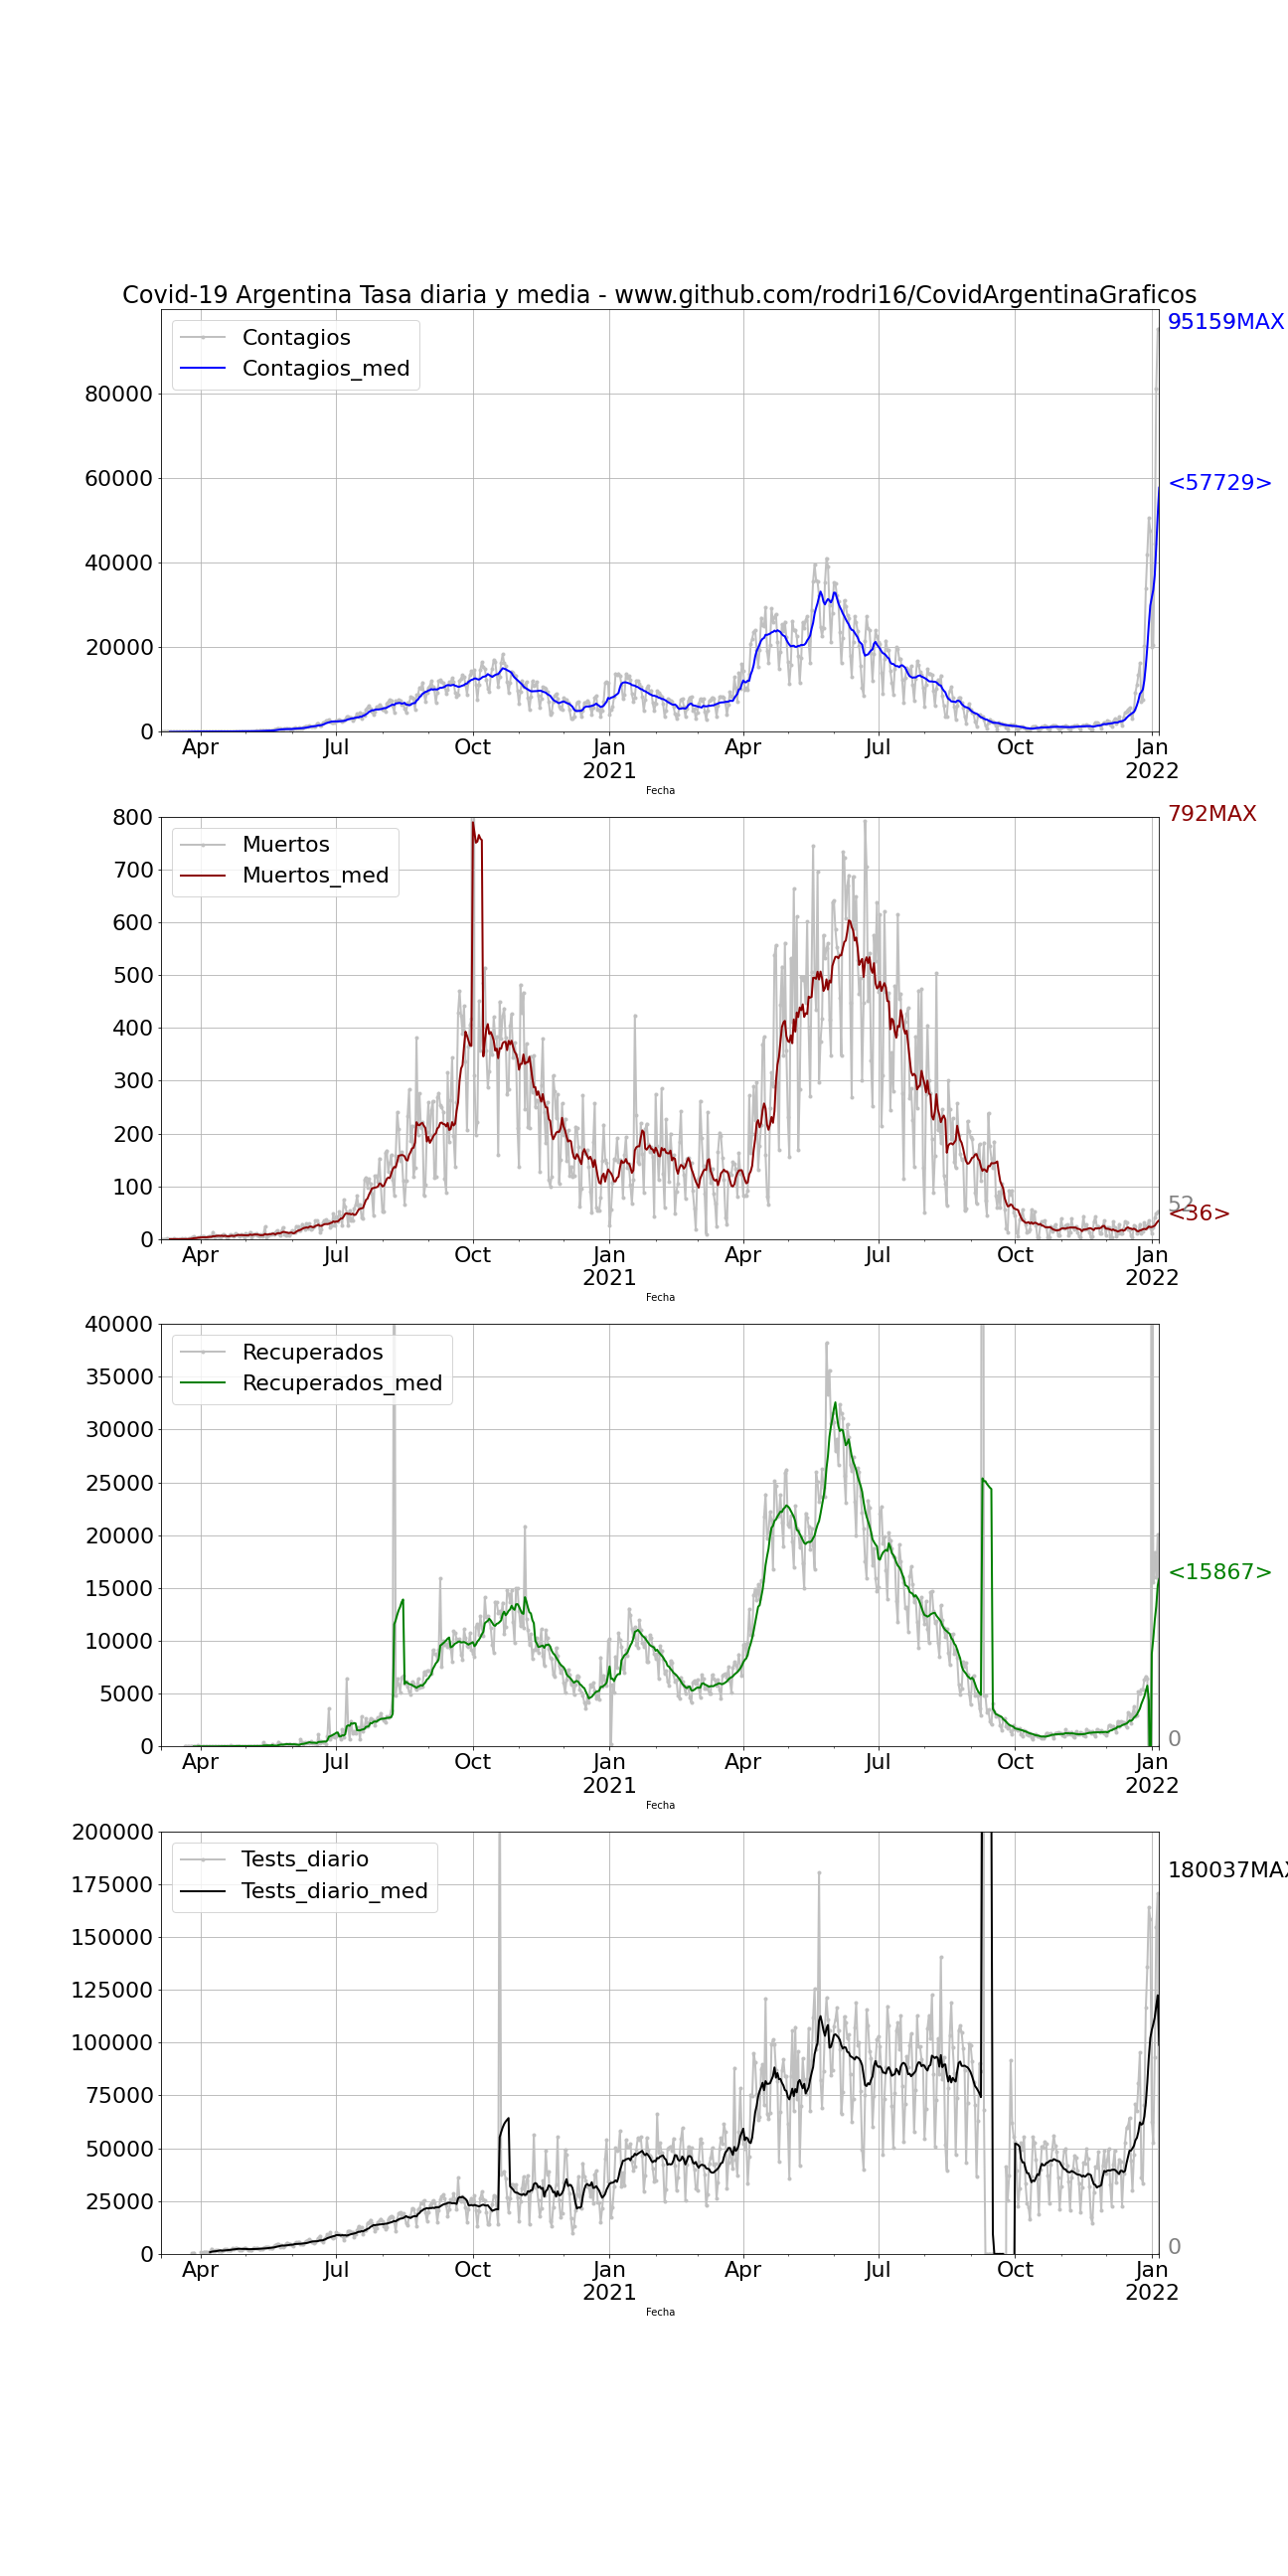 Covid-19 Argentina Tasa diaria y media - www.github.com/rodri16/CovidArgentinaGraficos
95159MAX
Contagios
Contagios_med
80000
60000
<57729>
40000
20000
0
Apr Jul Oct Jan Apr Jul Oct Jan
2021 2022
Fecha
792MAX
800
Muertos
Muertos_med
700
600
500
400
300
200
100
52
<36>
0
Apr Jul Oct Jan Apr Jul Oct Jan
2021 2022
Fecha
40000
Recuperados
Recuperados_med
35000
30000
25000
20000
<15867>
15000
10000
5000
0
0
Apr Jul Oct Jan Apr Jul Oct Jan
2021 2022
Fecha
200000
Tests_diario
180037MAX
Tests_diario_med
175000
150000
125000
100000
75000
50000
25000
0
0
Apr Jul Oct Jan Apr Jul Oct Jan
2021 2022
Fecha